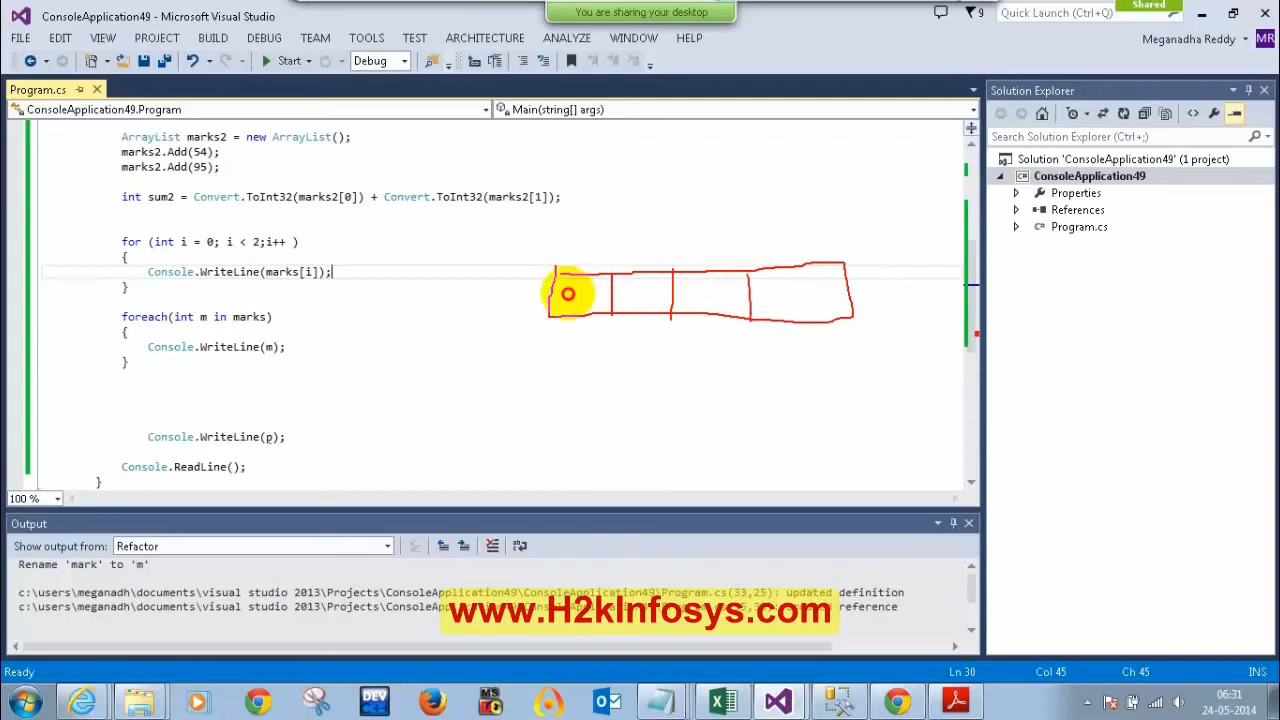 ConsoleApplication49 - Microsoft Visual Studio
You are sharing your desktop
Shared
9
Quick Launch (Ctrl+Q)
FILE EDIT VIEW PROJECT BUILD DEBUG TEAM TOOLS TEST ARCHITECTURE ANALYZE WINDOW HELP
Meganadha Reddy MR
Start Debug
Program.cs
Solution Explorer
ConsoleApplication49.Program
Main(string[] args)
Search Solution Explorer (Ctrl+;)
Solution 'ConsoleApplication49' (1 project)
ConsoleApplication49
Properties
References
Program.cs
ArrayList marks2 = new ArrayList();
marks2.Add(54);
marks2.Add(95);
int sum2 = Convert.ToInt32(marks2[0]) + Convert.ToInt32(marks2[1]);
for (int i = 0; i < 2;i++ )
{
Console.WriteLine(marks[i]);
}
foreach(int m in marks)
{
Console.WriteLine(m);
}
Console.WriteLine(p);
Console.ReadLine();
}
100 %
Output
Show output from: Refactor
Rename 'mark' to 'm'
c:\users\meganadh\documents\visual studio 2013\Projects\ConsoleApplication49\ConsoleApplication49\Program.cs(33,25): updated definition
c:\users\meganadh\documents\visual studio 2013\Projects\ConsoleA
reference
www.H2kInfosys.com
Ready
Ln 30 Col 45 Ch 45 INS
DEV
MS
06:31
24-05-2014